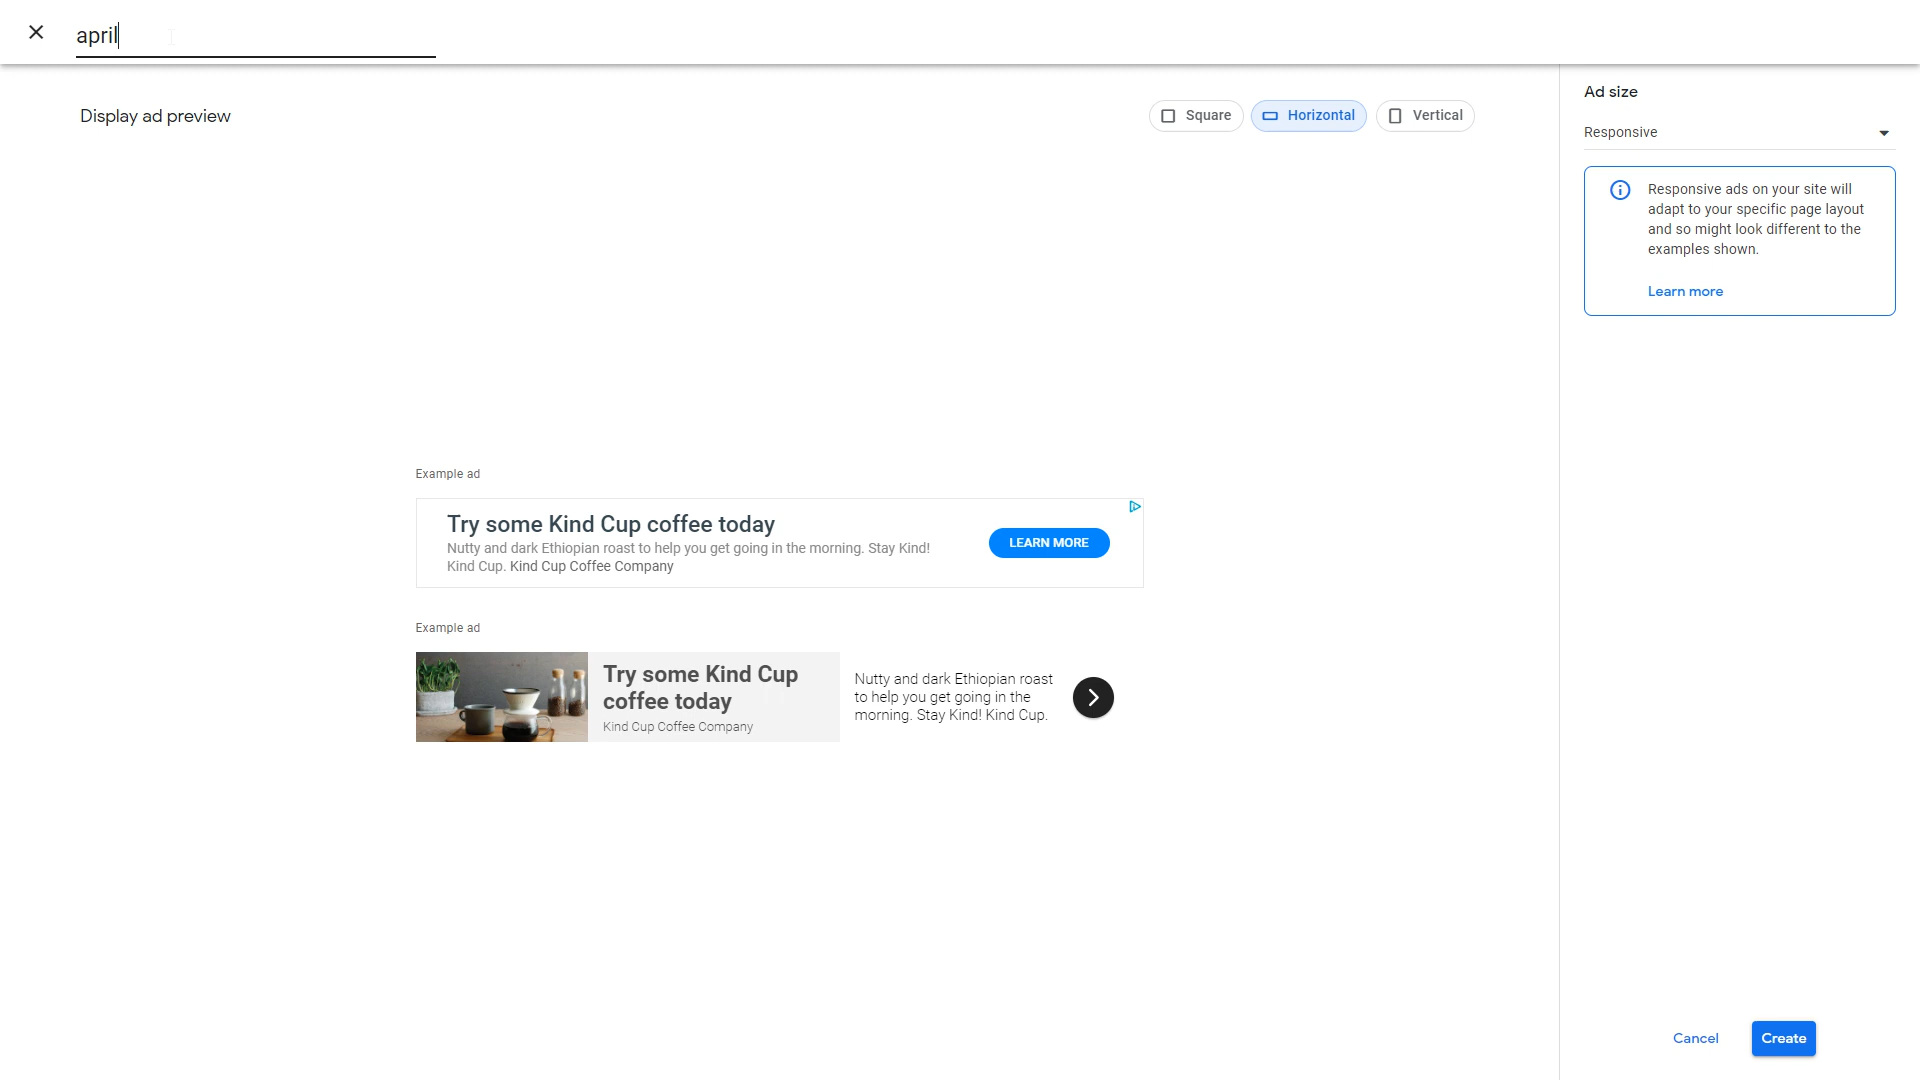 april
Display ad preview
Square
Horizontal
Vertical
Ad size
Responsive
Responsive ads on your site will
adapt to your specific page layout
and so might look different to the
examples shown.
Learn more
Example ad
Try some Kind Cup coffee today
Nutty and dark Ethiopian roast to help you get going in the morning. Stay Kind!
Kind Cup. Kind Cup Coffee Company
LEARN MORE
Example ad
Try some Kind Cup
coffee today
Kind Cup Coffee Company
Nutty and dark Ethiopian roast
to help you get going in the
morning. Stay Kind! Kind Cup.
Cancel
Create